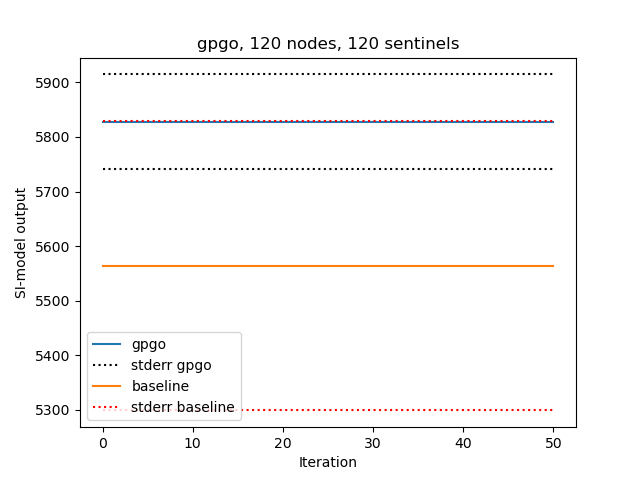 gpgo, 120 nodes, 120 sentinels
SI-model output
5900
5800
5700
5600
5500
5400
5300
gpgo
stderr gpgo
baseline
stderr baseline
0 10 20 30 40 50
Iteration